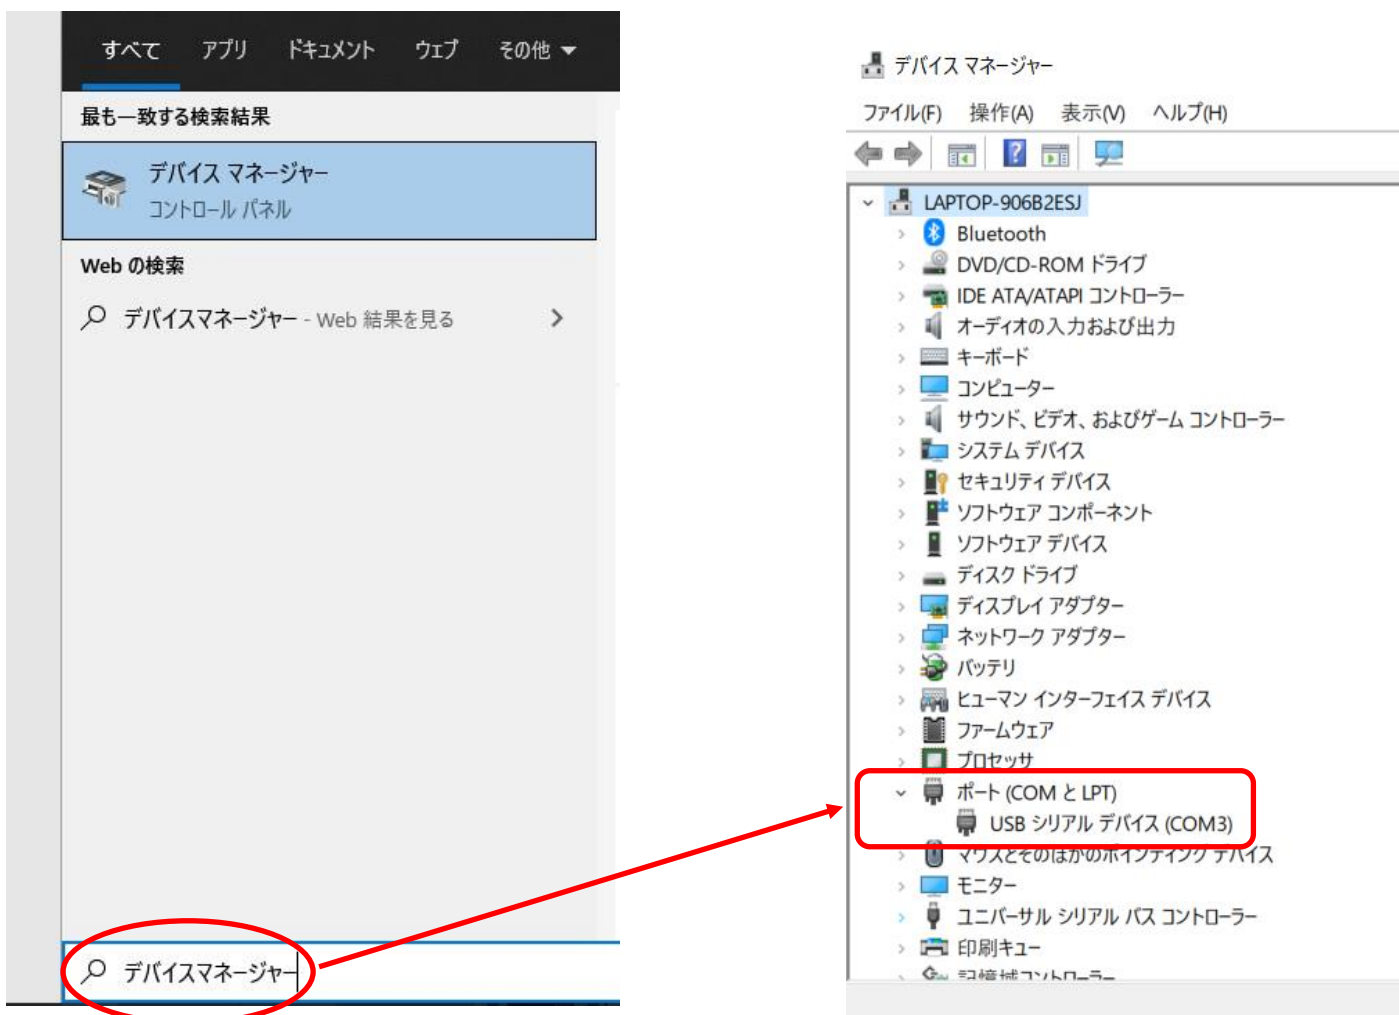 すべて アプリ ドキュメント ウェブ その他
最も一致する検索結果
デバイス マネージャー
コントロール パネル
Web の検索
デバイスマネージャー - Web 結果を見る
デバイスマネージャー
デバイス マネージャー
ファイル(F) 操作(A) 表示(V) ヘルプ(H)
LAPTOP-906B2ESJ
Bluetooth
DVD/CD-ROM ドライブ
IDE ATA/ATAPI コントローラー
オーディオの入力および出力
キーボード
コンピューター
サウンド、ビデオ、およびゲーム コントローラー
システム デバイス
セキュリティ デバイス
ソフトウェア コンポーネント
ソフトウェア デバイス
ディスク ドライブ
ディスプレイ アダプター
ネットワーク アダプター
バッテリ
ヒューマン インターフェイス デバイス
ファームウェア
プロセッサ
ポート (COM と LPT)
USB シリアル デバイス (COM3)
マウスとそのほかのポインティング デバイス
モニター
ユニバーサル シリアル バス コントローラー
印刷キュー
記憶域コントローラー